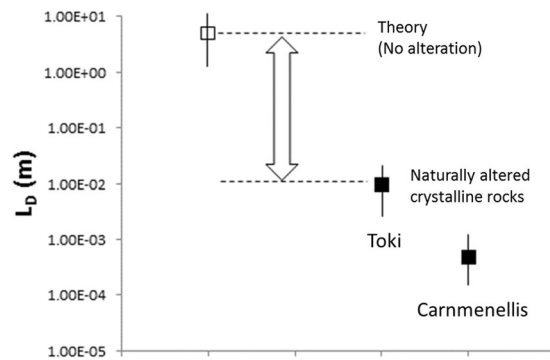 1.00E+01
Theory
(No alteration)
1.00E+00
1.00E-01
1.00E-02
Naturally altered
crystalline rocks
Toki
1.00E-03
1.00E-04
Carnmenellis
1.00E-05
L_D (m)